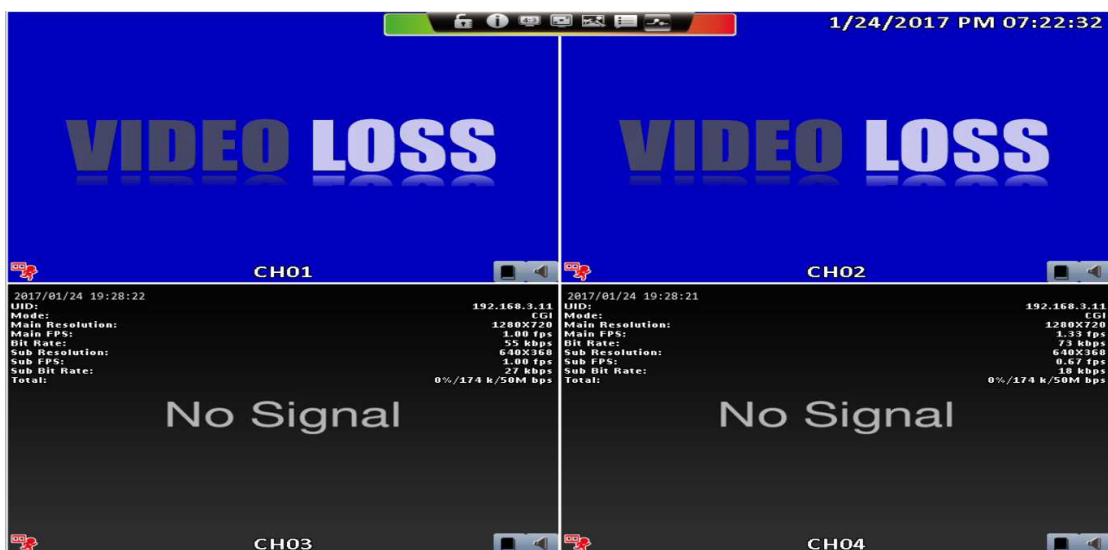 1/24/2017 PM 07:22:32
VIDEO LOSS
CH01
VIDEO LOSS
CH02
2017/01/24 19:28:22
UID: 192.168.3.11
Mode: CGI
Main Resolution: 1280X720
Main FPS: 1.00 fps
Bit Rate: 55 kbps
Sub Resolution: 640X368
Sub FPS: 1.00 fps
Sub Bit Rate: 27 kbps
Total: 0%/174 k/50M bps
No Signal
CH03
2017/01/24 19:28:21
UID: 192.168.3.11
Mode: CGI
Main Resolution: 1280X720
Main FPS: 1.33 fps
Bit Rate: 73 kbps
Sub Resolution: 640X368
Sub FPS: 0.67 fps
Sub Bit Rate: 18 kbps
Total: 0%/174 k/50M bps
No Signal
CH04